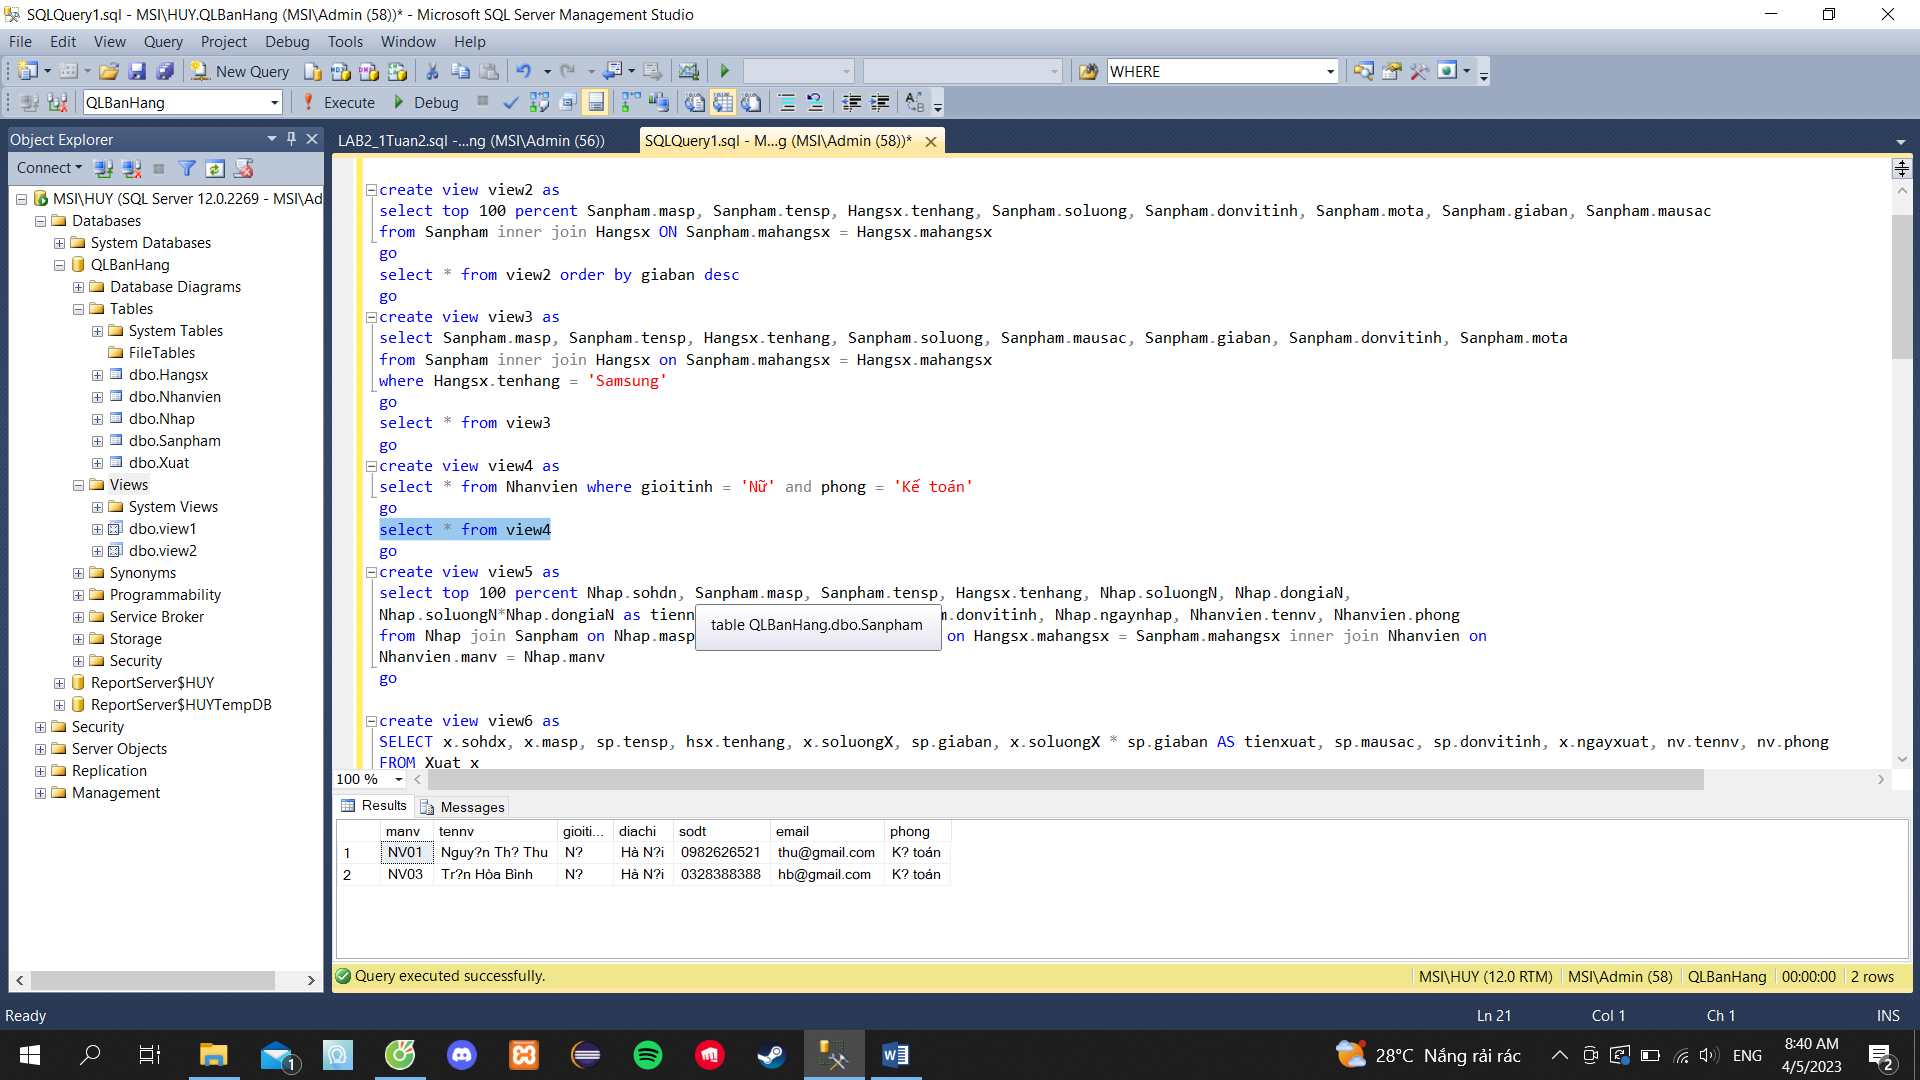 SQLQuery1.sql - MSI\HUY.QLBanHang (MSI\Admin (58))* - Microsoft SQL Server Management Studio
File Edit View Query Project Debug Tools Window Help
New Query WHERE
QLBanHang Execute Debug
Object Explorer
Connect
MSI\HUY (SQL Server 12.0.2269 - MSI\Ad
Databases
System Databases
QLBanHang
Database Diagrams
Tables
System Tables
FileTables
dbo.Hangsx
dbo.Nhanvien
dbo.Nhap
dbo.Sanpham
dbo.Xuat
Views
System Views
dbo.view1
dbo.view2
Synonyms
Programmability
Service Broker
Storage
Security
ReportServer$HUY
ReportServer$HUYTempDB
Security
Server Objects
Replication
Management
LAB2_1Tuan2.sql -...ng (MSI\Admin (56)) SQLQuery1.sql - M...g (MSI\Admin (58))*
create view view2 as
select top 100 percent Sanpham.masp, Sanpham.tensp, Hangsx.tenhang, Sanpham.soluong, Sanpham.donvitinh, Sanpham.mota, Sanpham.giaban, Sanpham.mausac
from Sanpham inner join Hangsx ON Sanpham.mahangsx = Hangsx.mahangsx
go
select * from view2 order by giaban desc
go
create view view3 as
select Sanpham.masp, Sanpham.tensp, Hangsx.tenhang, Sanpham.soluong, Sanpham.mausac, Sanpham.giaban, Sanpham.donvitinh, Sanpham.mota
from Sanpham inner join Hangsx on Sanpham.mahangsx = Hangsx.mahangsx
where Hangsx.tenhang = 'Samsung'
go
select * from view3
go
create view view4 as
select * from Nhanvien where gioitinh = 'Nữ' and phong = 'Kế toán'
go
select * from view4
go
create view view5 as
select top 100 percent Nhap.sohdn, Sanpham.masp, Sanpham.tensp, Hangsx.tenhang, Nhap.soluongN, Nhap.dongiaN,
Nhap.soluongN*Nhap.dongiaN as tienn m.donvitinh, Nhap.ngaynhap, Nhanvien.tennv, Nhanvien.phong
table QLBanHang.dbo.Sanpham
from Nhap join Sanpham on Nhap.masp on Hangsx.mahangsx = Sanpham.mahangsx inner join Nhanvien on
Nhanvien.manv = Nhap.manv
go
create view view6 as
SELECT x.sohdx, x.masp, sp.tensp, hsx.tenhang, x.soluongX, sp.giaban, x.soluongX * sp.giaban AS tienxuat, sp.mausac, sp.donvitinh, x.ngayxuat, nv.tennv, nv.phong
FROM Xuat x
100 %
Results Messages
manv tennv gioiti... diachi sodt email phong
1 NV01 Nguy?n Th? Thu N? Hà N?i 0982626521 thu@gmail.com K? toán
2 NV03 Tr?n Hòa Bình N? Hà N?i 0328388388 hb@gmail.com K? toán
Query executed successfully. MSI\HUY (12.0 RTM) MSI\Admin (58) QLBanHang 00:00:00 2 rows
Ready Ln 21 Col 1 Ch 1 INS
1 28°C Nắng rải rác ENG 8:40 AM
4/5/2023 2